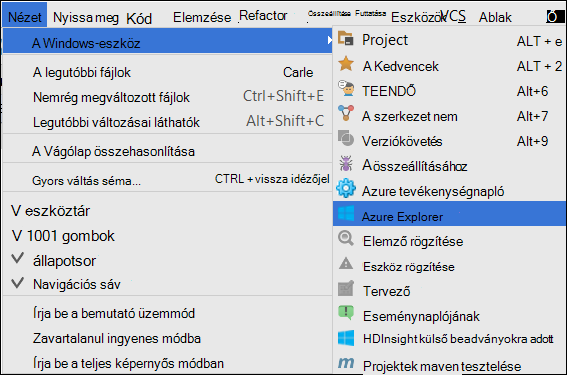 Nézet Nyissa meg Kód Elemzése Refactor Összeállítása Futtatása Eszközök VCS Ablak
A Windows-eszköz
A legutóbbi fájlok Carle
Nemrég megváltozott fájlok Ctrl+Shift+E
Legutóbbi változásai láthatók Alt+Shift+C
A Vágólap összehasonlítása
Gyors váltás séma... CTRL +vissza idézőjel
V eszköztár
V 1001 gombok
állapotsor
Navigációs sáv
Írja be a bemutató üzemmód
Zavartalanul ingyenes módba
Írja be a teljes képernyős módban
Project ALT + e
A Kedvencek ALT + 2
TEENDŐ Alt+6
A szerkezet nem Alt+7
Verziókövetés Alt+9
Aösszeállításához
Azure tevékenységnapló
Azure Explorer
Elemző rögzítése
Eszköz rögzítése
Tervező
Eseménynaplójának
HDInsight külső beadványokra adott
Projektek maven tesztelése